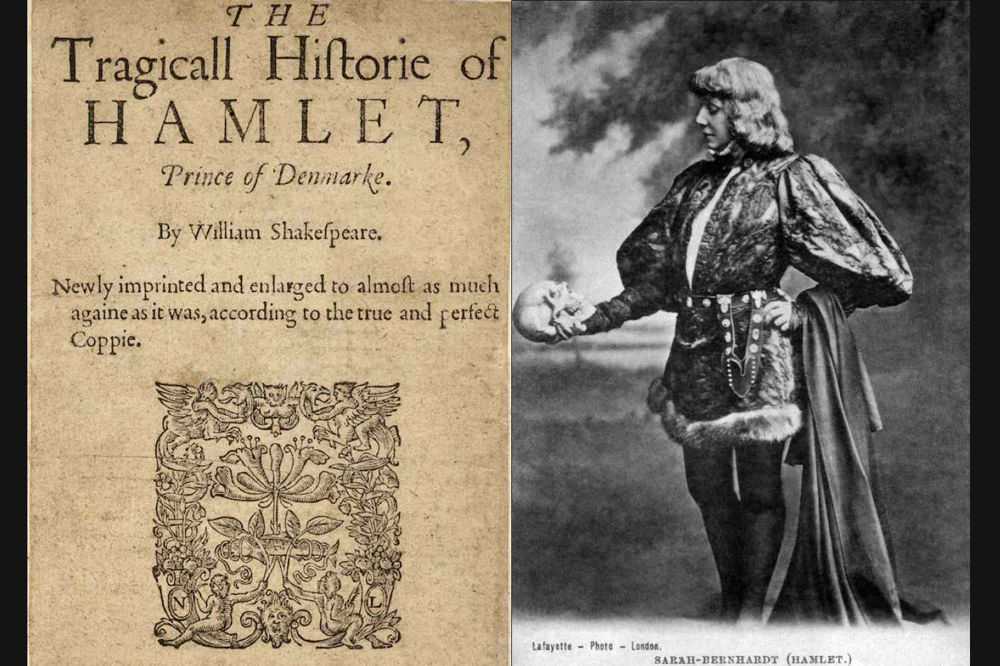 THE
Tragicall Hiſtorie of
HAMLET,
Prince of Denmarke.
By William Shakeſpeare.
Newly imprinted and enlarged to almoſt as much
againe as it was, according to the true and perfect
Coppie.
N L
Lafayette - Photo - London.
SARAH-BERNHARDT (HAMLET.)